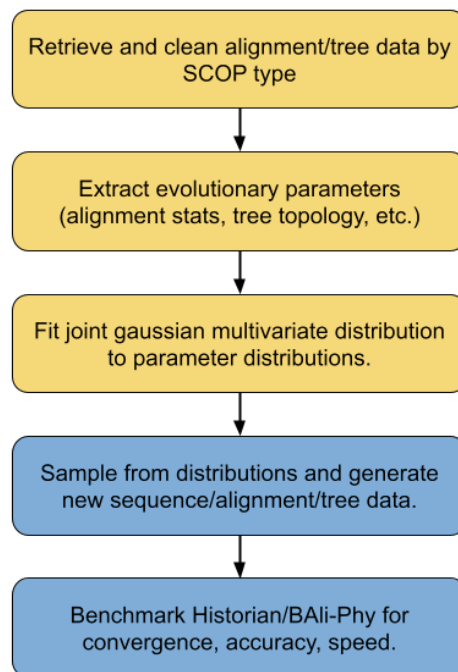 Retrieve and clean alignment/tree data by
SCOP type
Extract evolutionary parameters
(alignment stats, tree topology, etc.)
Fit joint gaussian multivariate distribution
to parameter distributions.
Sample from distributions and generate
new sequence/alignment/tree data.
Benchmark Historian/BAli-Phy for
convergence, accuracy, speed.